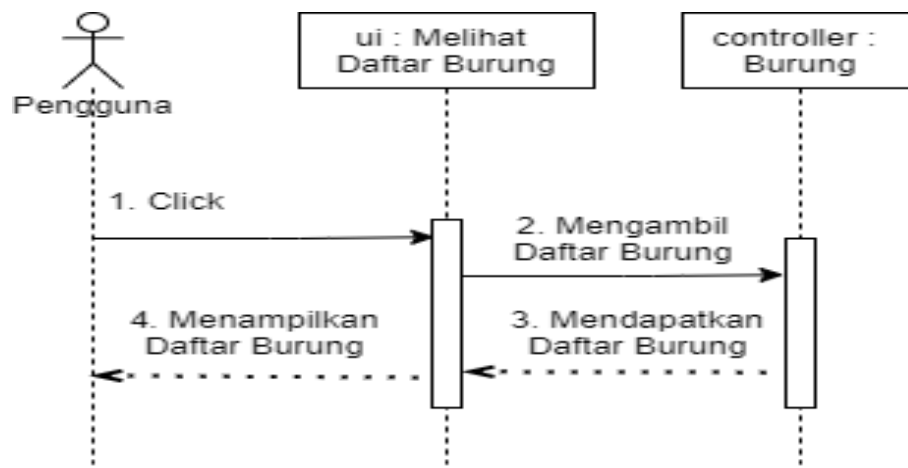 ui : Melihat
Daftar Burung
controller :
Burung
Pengguna
1. Click
2. Mengambil
Daftar Burung
4. Menampilkan
Daftar Burung
3. Mendapatkan
Daftar Burung